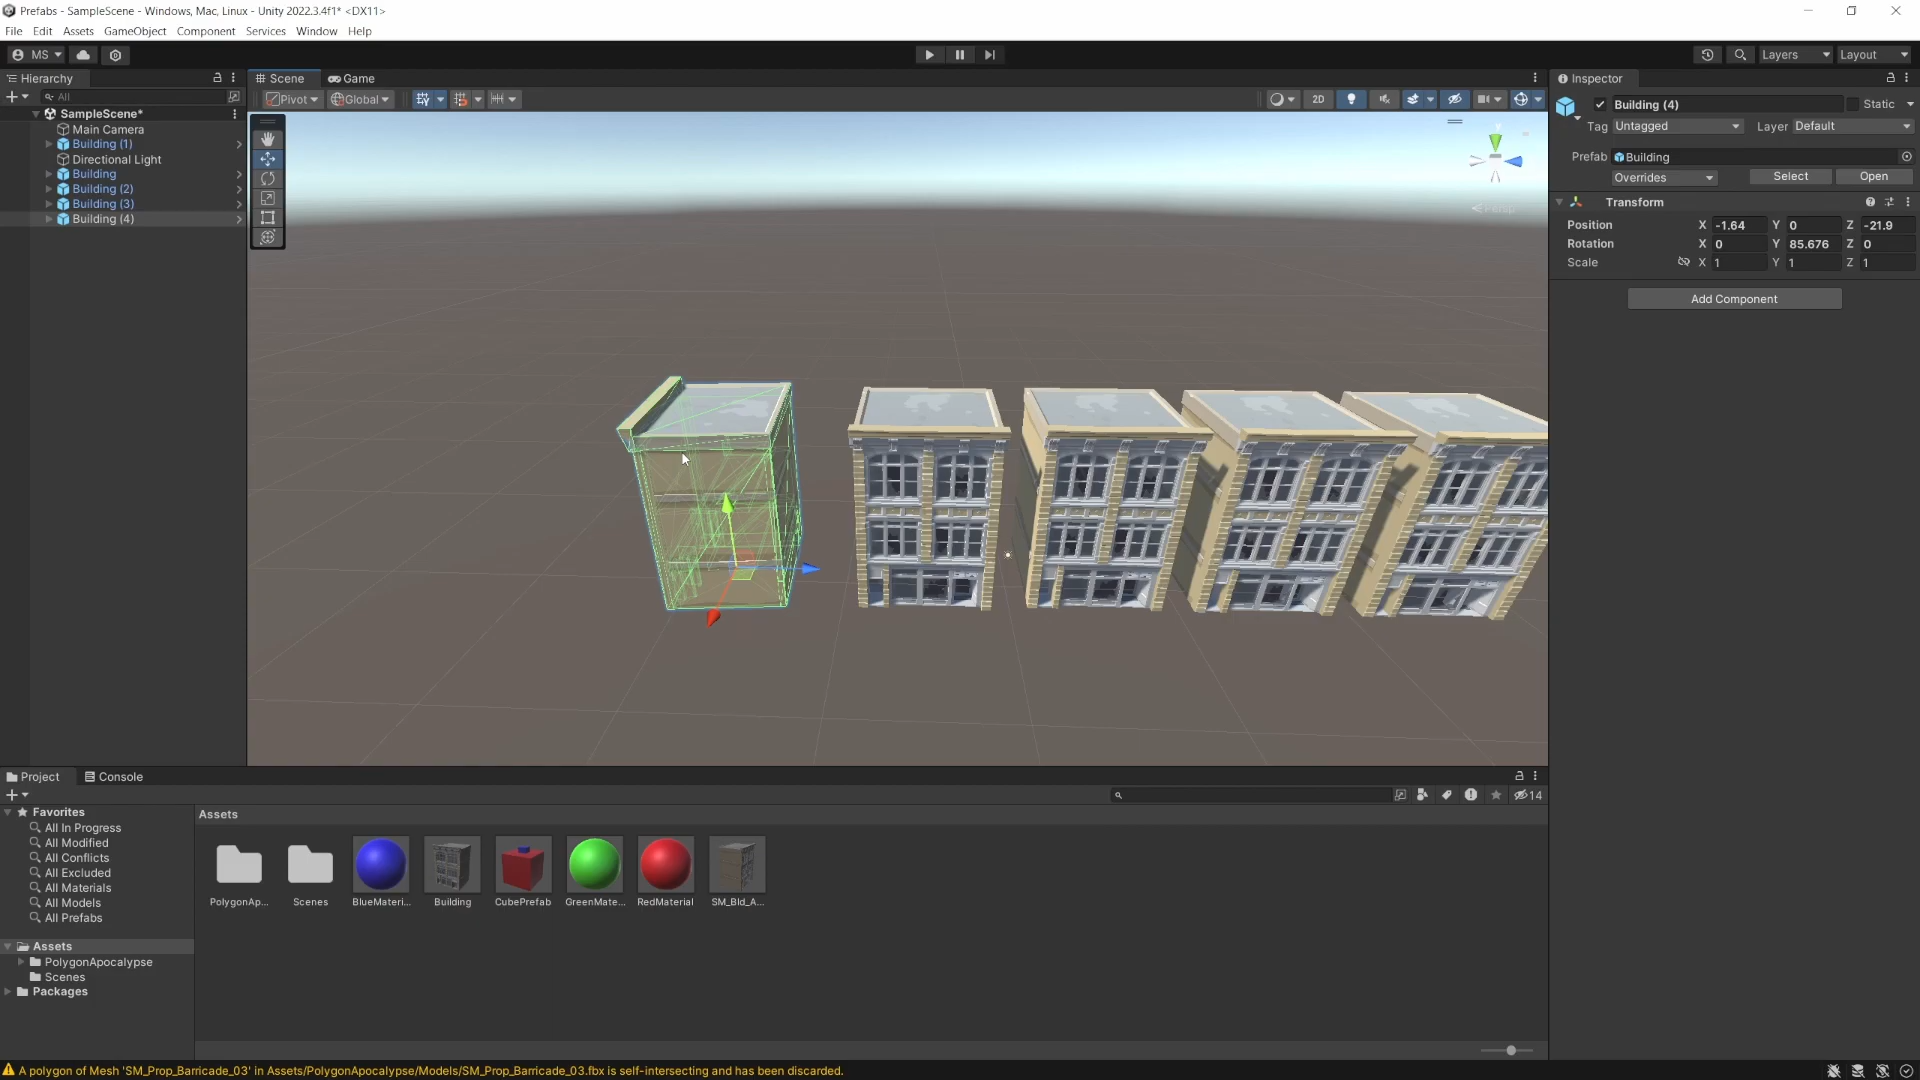 Prefabs - SampleScene - Windows, Mac, Linux - Unity 2022.3.4f1* <DX11>
File Edit Assets GameObject Component Services Window Help
MS Layers Layout
Hierarchy
All
SampleScene*
Main Camera
Building (1)
Directional Light
Building
Building (2)
Building (3)
Building (4)
Scene Game
Pivot Global 2D
Inspector
Building (4) Static
Tag Untagged Layer Default
Prefab Building
Overrides Select Open
Transform
Position X -1.64 Y 0 Z -21.9
Rotation X 0 Y 85.676 Z 0
Scale X 1 Y 1 Z 1
Add Component
Project Console
14
Favorites
All In Progress
All Modified
All Conflicts
All Excluded
All Materials
All Models
All Prefabs
Assets
PolygonApocalypse
Scenes
Packages
Assets
PolygonAp... Scenes BlueMateri... Building CubePrefab GreenMate... RedMaterial SM_Bld_A...
A polygon of Mesh 'SM_Prop_Barricade_03' in Assets/PolygonApocalypse/Models/SM_Prop_Barricade_03.fbx is self-intersecting and has been discarded.